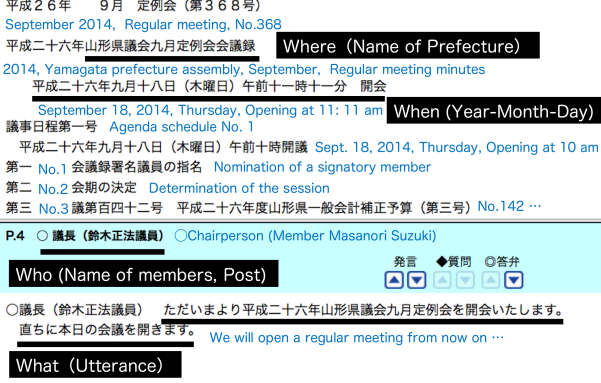 平成２６年　　９月　定例会（第３６８号）
September 2014,  Regular meeting, No.368
平成二十六年山形県議会九月定例会会議録
Where（Name of Prefecture）
2014, Yamagata prefecture assembly, September,  Regular meeting minutes
平成二十六年九月十八日（木曜日）午前十一時十一分　開会
September 18, 2014, Thursday, Opening at 11: 11 am
When (Year-Month-Day)
議事日程第一号　Agenda schedule No. 1
平成二十六年九月十八日（木曜日）午前十時開議 Sept. 18, 2014, Thursday, Opening at 10 am
第一 No.1 会議録署名議員の指名　Nomination of a signatory member
第二 No.2 会期の決定　Determination of the session
第三 No.3 議第百四十二号　平成二十六年度山形県一般会計補正予算（第三号）No.142 …
P.4　○ 議長（鈴木正法議員）　○Chairperson (Member Masanori Suzuki)
Who (Name of members, Post)
発言　◆質問　◎答弁
○議長（鈴木正法議員）　ただいまより平成二十六年山形県議会九月定例会を開会いたします。
直ちに本日の会議を開きます。　We will open a regular meeting from now on …
What（Utterance）